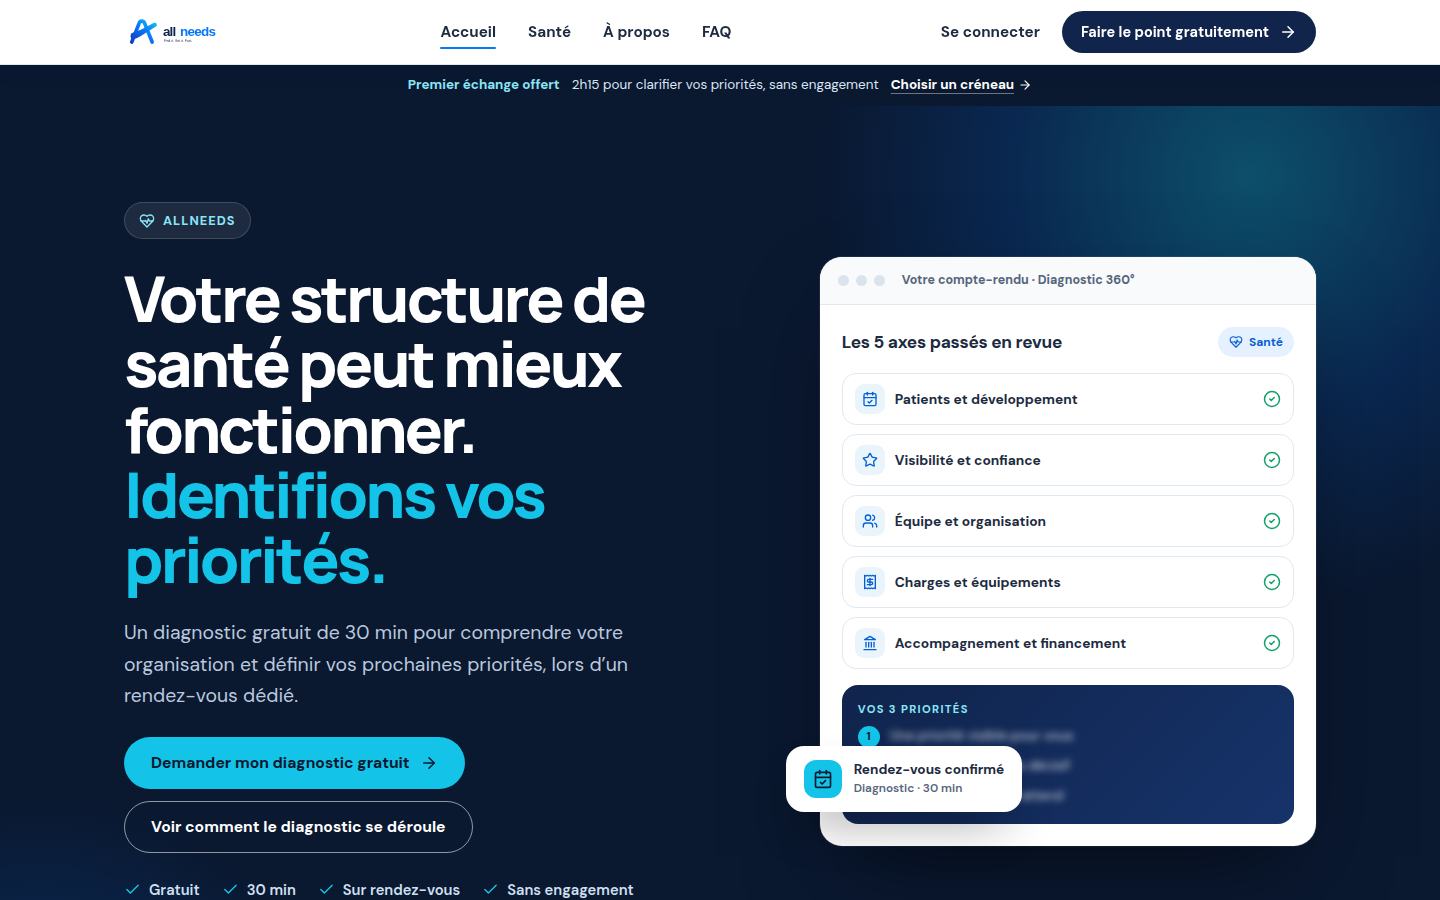 all needs
Accueil
Santé
À propos
FAQ
Se connecter
Faire le point gratuitement
Premier échange offert 2h15 pour clarifier vos priorités, sans engagement Choisir un créneau
ALLNEEDS
Votre structure de
santé peut mieux
fonctionner.
Identifions vos
priorités.
Un diagnostic gratuit de 30 min pour comprendre votre
organisation et définir vos prochaines priorités, lors d’un
rendez-vous dédié.
Demander mon diagnostic gratuit
Voir comment le diagnostic se déroule
Gratuit
30 min
Sur rendez-vous
Sans engagement
Votre compte-rendu · Diagnostic 360°
Les 5 axes passés en revue
Santé
Patients et développement
Visibilité et confiance
Équipe et organisation
Charges et équipements
Accompagnement et financement
VOS 3 PRIORITÉS
1
Rendez-vous confirmé
Diagnostic · 30 min